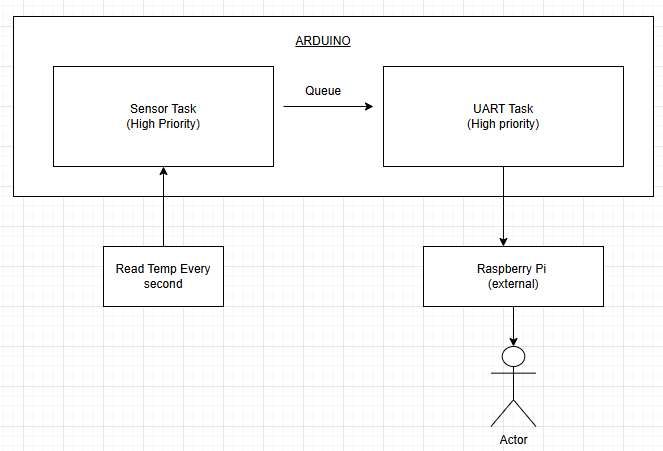 ARDUINO
Queue
Sensor Task
(High Priority)
UART Task
(High priority)
Read Temp Every
second
Raspberry Pi
(external)
Actor